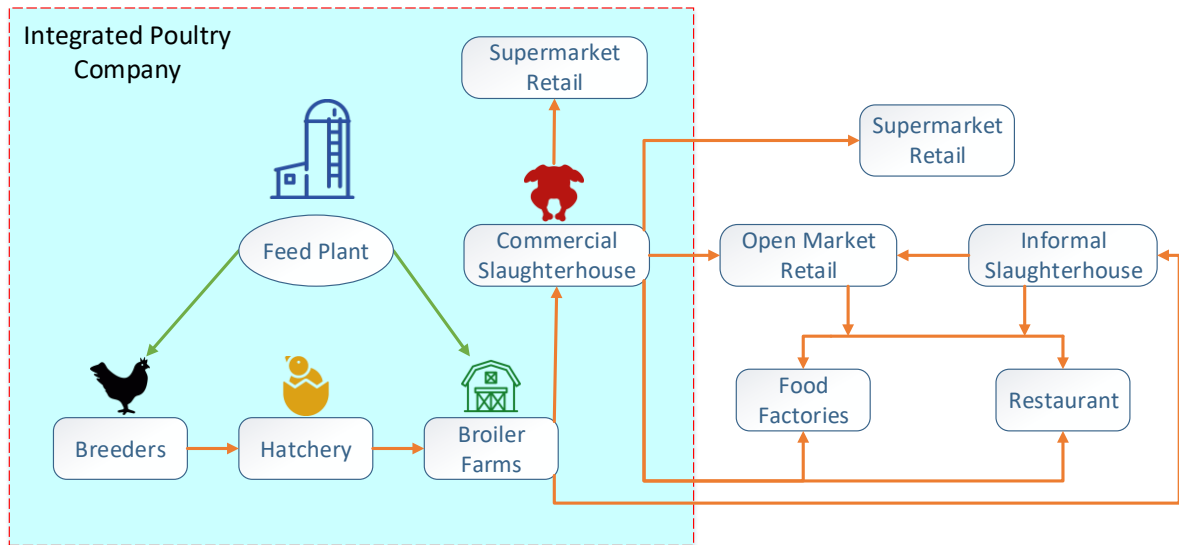 Integrated Poultry
Company
Supermarket
Retail
Supermarket
Retail
Feed Plant
Commercial
Slaughterhouse
Open Market
Retail
Informal
Slaughterhouse
Breeders
Hatchery
Broiler
Farms
Food
Factories
Restaurant